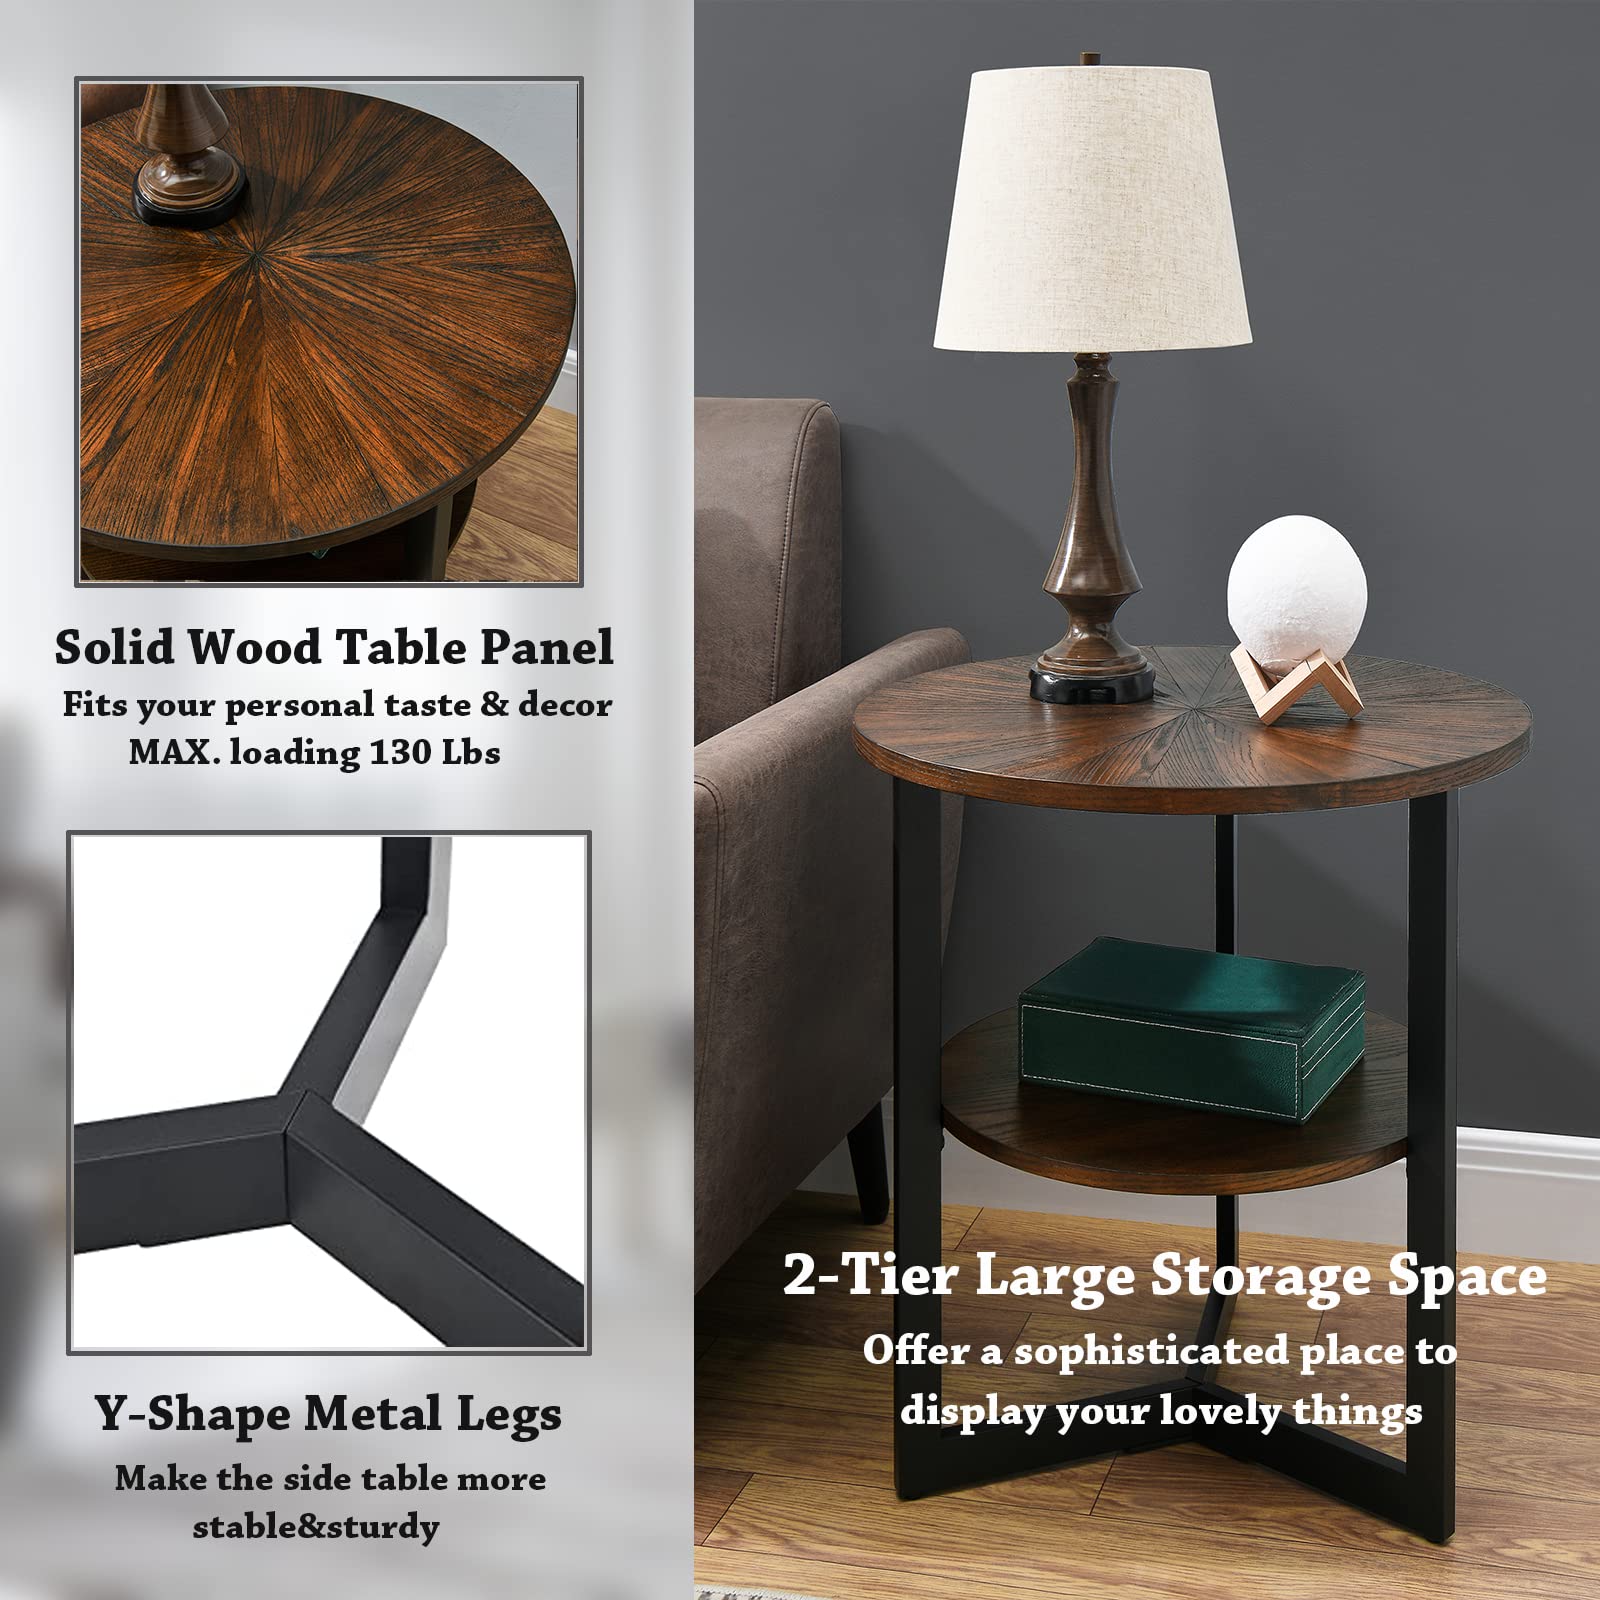 Solid Wood Table Panel
Fits your personal taste & decor
MAX. loading 130 Lbs
Y-Shape Metal Legs
Make the side table more
stable&sturdy
2-Tier Large Storage Space
Offer a sophisticated place to
display your lovely things